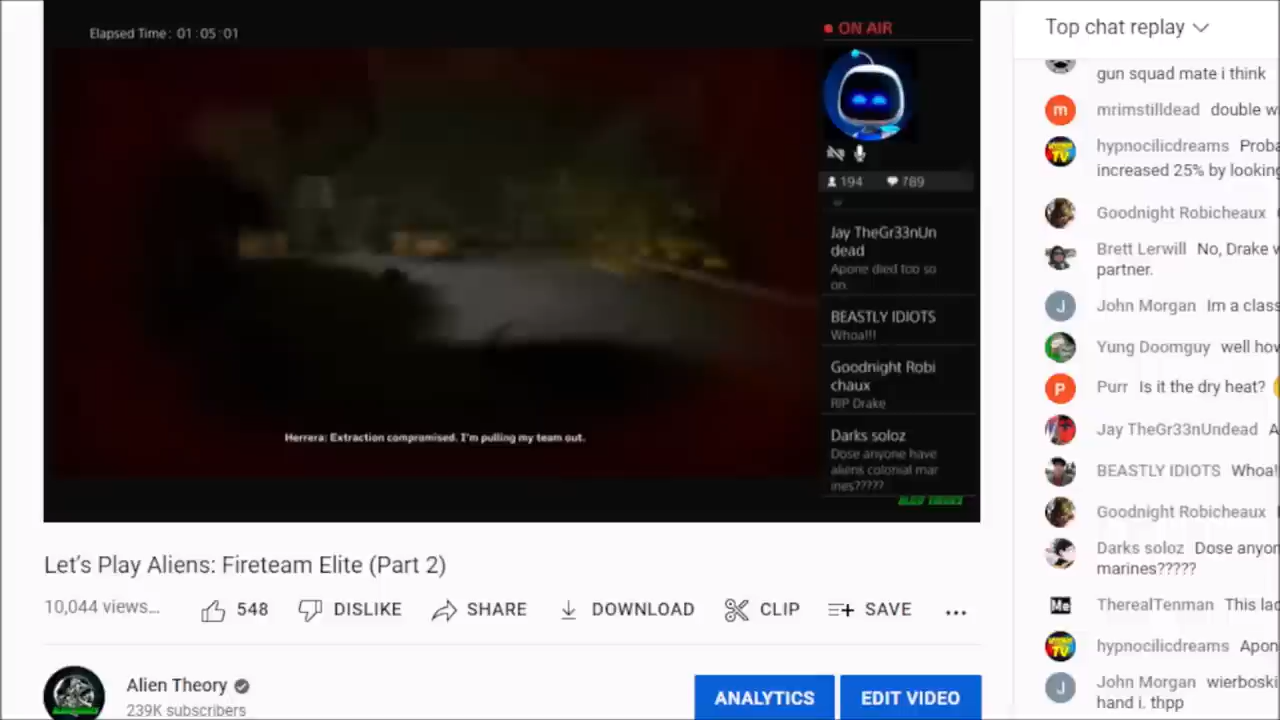 Elapsed Time : 01:05:01
ON AIR
194 789
Jay TheGr33nUn
dead
Apone died too so
on.
BEASTLY IDIOTS
Whoa!!!
Goodnight Robi
chaux
RIP Drake
Darks soloz
Dose anyone have
aliens colonial mar
ines?????
ALIEN THEORY
Herrera: Extraction compromised. I'm pulling my team out.
Let's Play Aliens: Fireteam Elite (Part 2)
10,044 views...
548
DISLIKE
SHARE
DOWNLOAD
CLIP
SAVE
...
Alien Theory
239K subscribers
ANALYTICS
EDIT VIDEO
Top chat replay
gun squad mate i think
m
mrimstilldead double w
TV
hypnocilicdreams Proba
increased 25% by looking
Goodnight Robicheaux
Brett Lerwill No, Drake w
partner.
J
John Morgan Im a class
Yung Doomguy well how
P
Purr Is it the dry heat?
Jay TheGr33nUndead A
BEASTLY IDIOTS Whoa!
Goodnight Robicheaux
Darks soloz Dose anyon
marines?????
Me
TherealTenman This lac
TV
hypnocilicdreams Apon
J
John Morgan wierboski
hand i. thpp